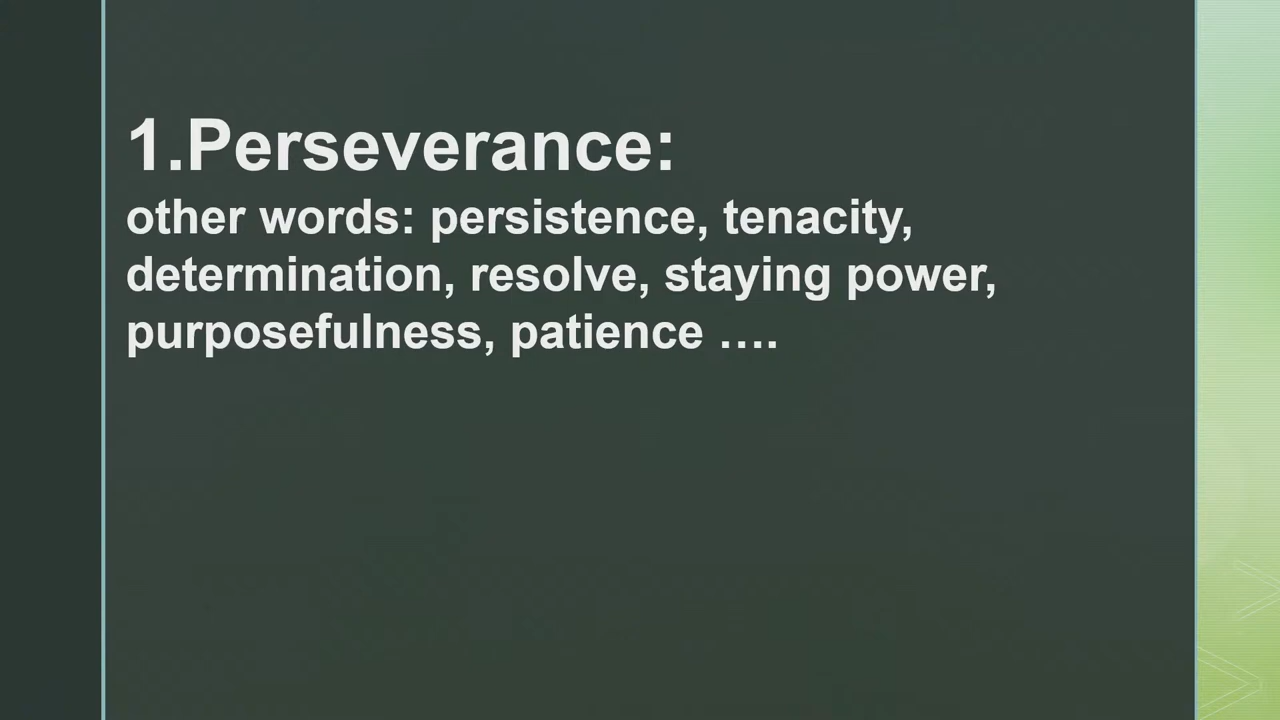 1.Perseverance:
other words: persistence, tenacity,
determination, resolve, staying power,
purposefulness, patience ….